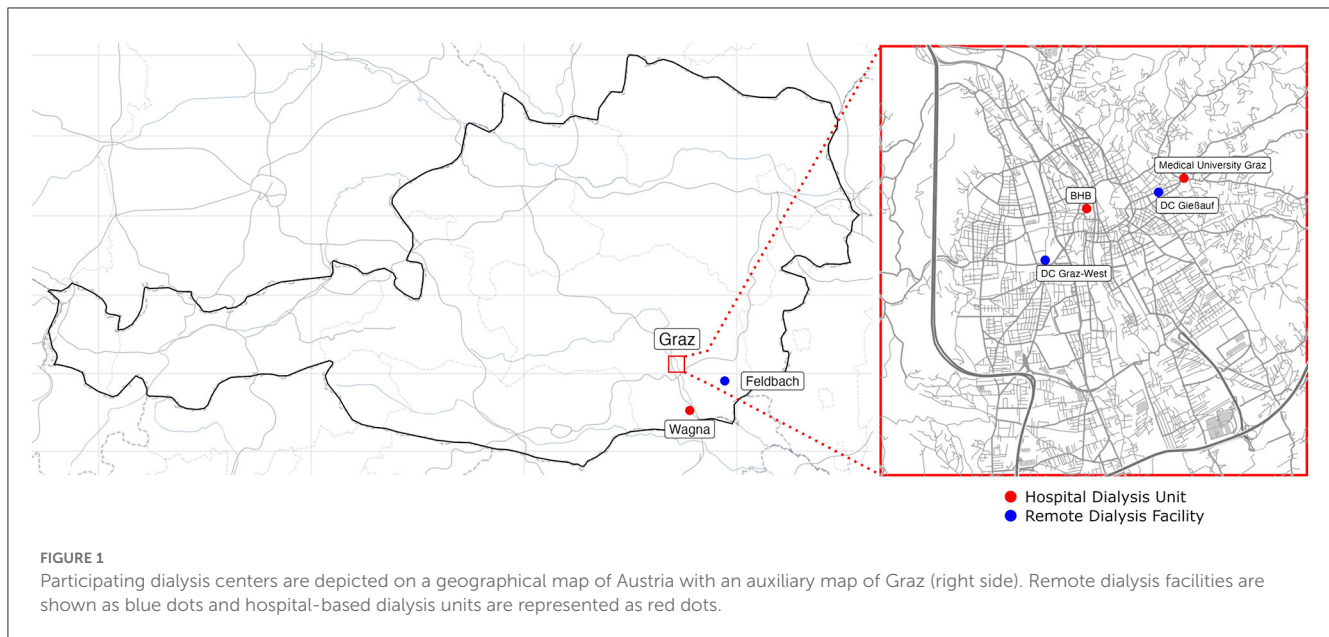 Graz
Feldbach
Wagna
Medical University Graz
BHB
DC Gießauf
DC Graz-West
Hospital Dialysis Unit
Remote Dialysis Facility
FIGURE 1
Participating dialysis centers are depicted on a geographical map of Austria with an auxiliary map of Graz (right side). Remote dialysis facilities are
shown as blue dots and hospital-based dialysis units are represented as red dots.